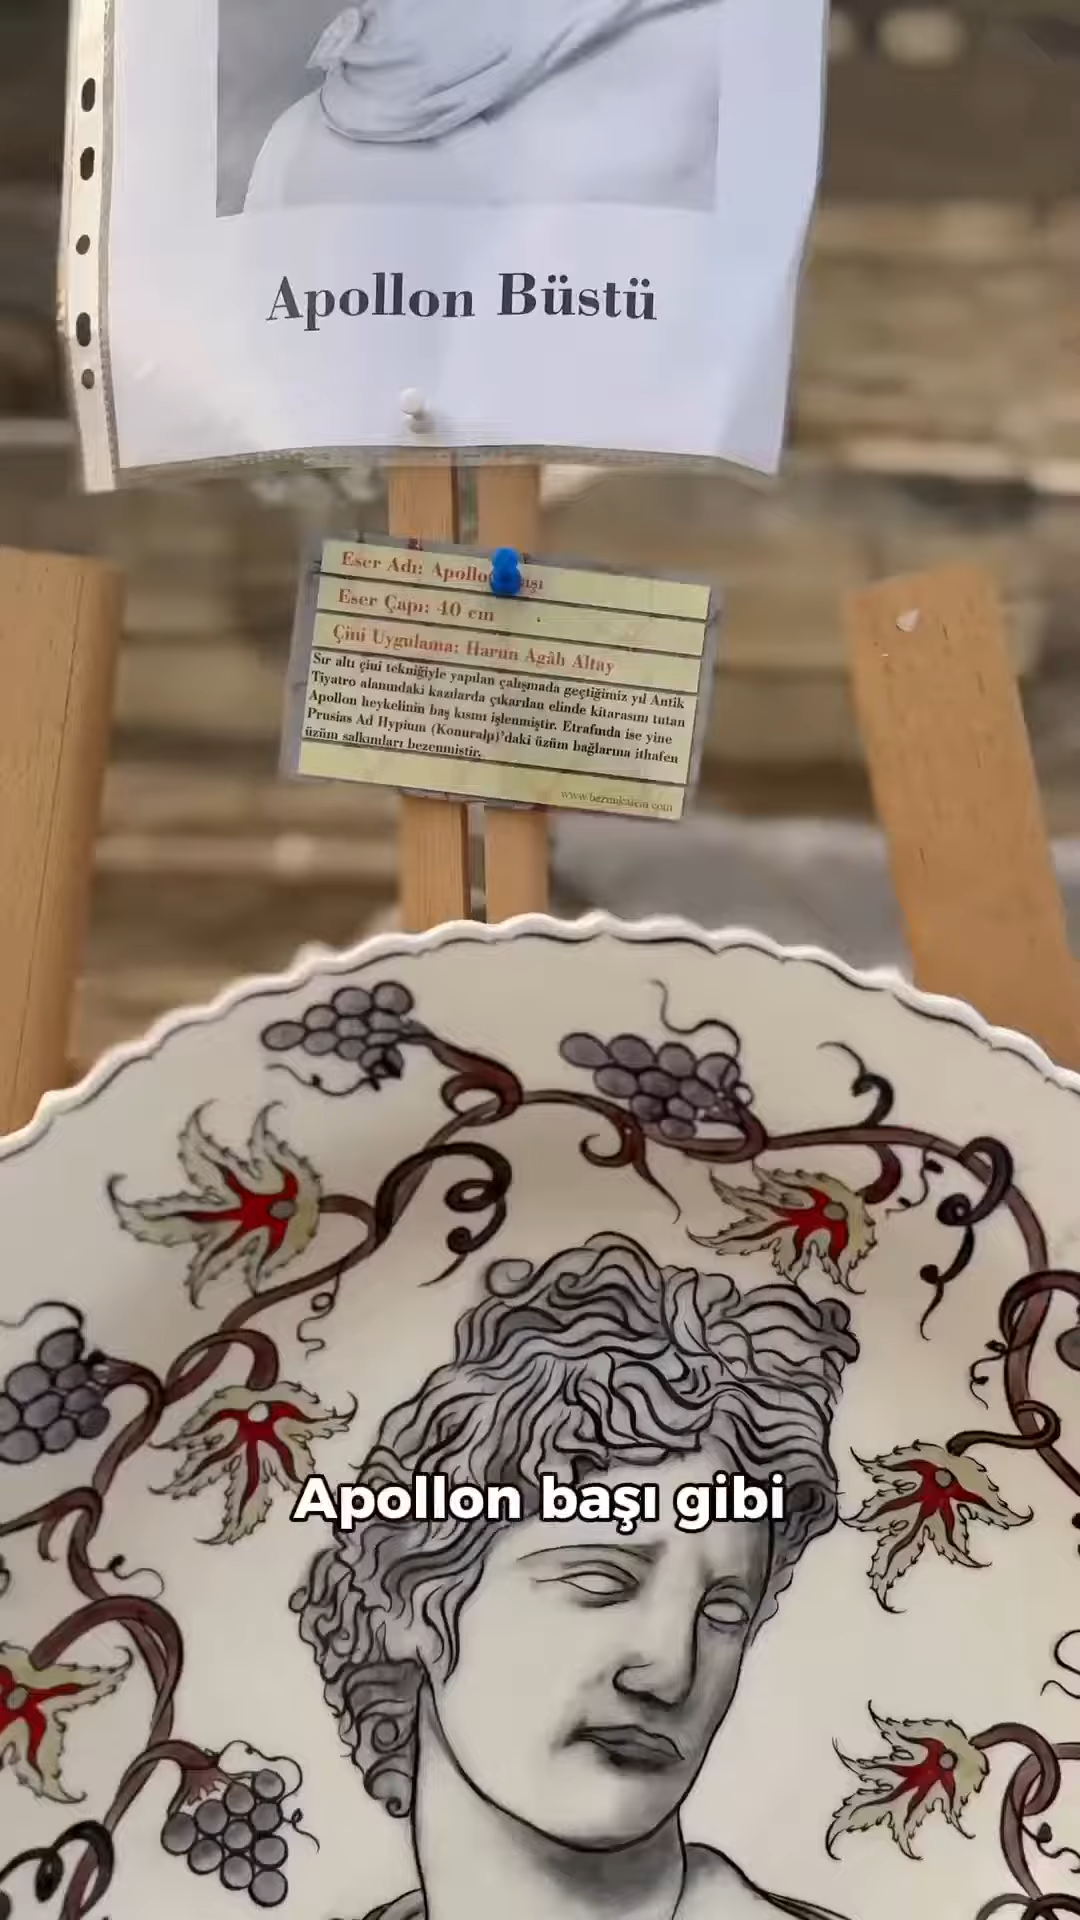 Apollon Büstü
Eser Adı: Apollon Başı
Eser Çapı: 40 cm
Çini Uygulama: Harun Agâh Altay
Sır altı çini tekniğiyle yapılan çalışmada geçtiğimiz yıl Antik
Tiyatro alanındaki kazılarda çıkarılan elinde kitarasını tutan
Apollon heykelinin baş kısmı işlenmiştir. Etrafında ise yine
Prusias Ad Hypium (Konuralp)'daki üzüm bağlarına ithafen
üzüm salkımları bezenmiştir.
Apollon başı gibi